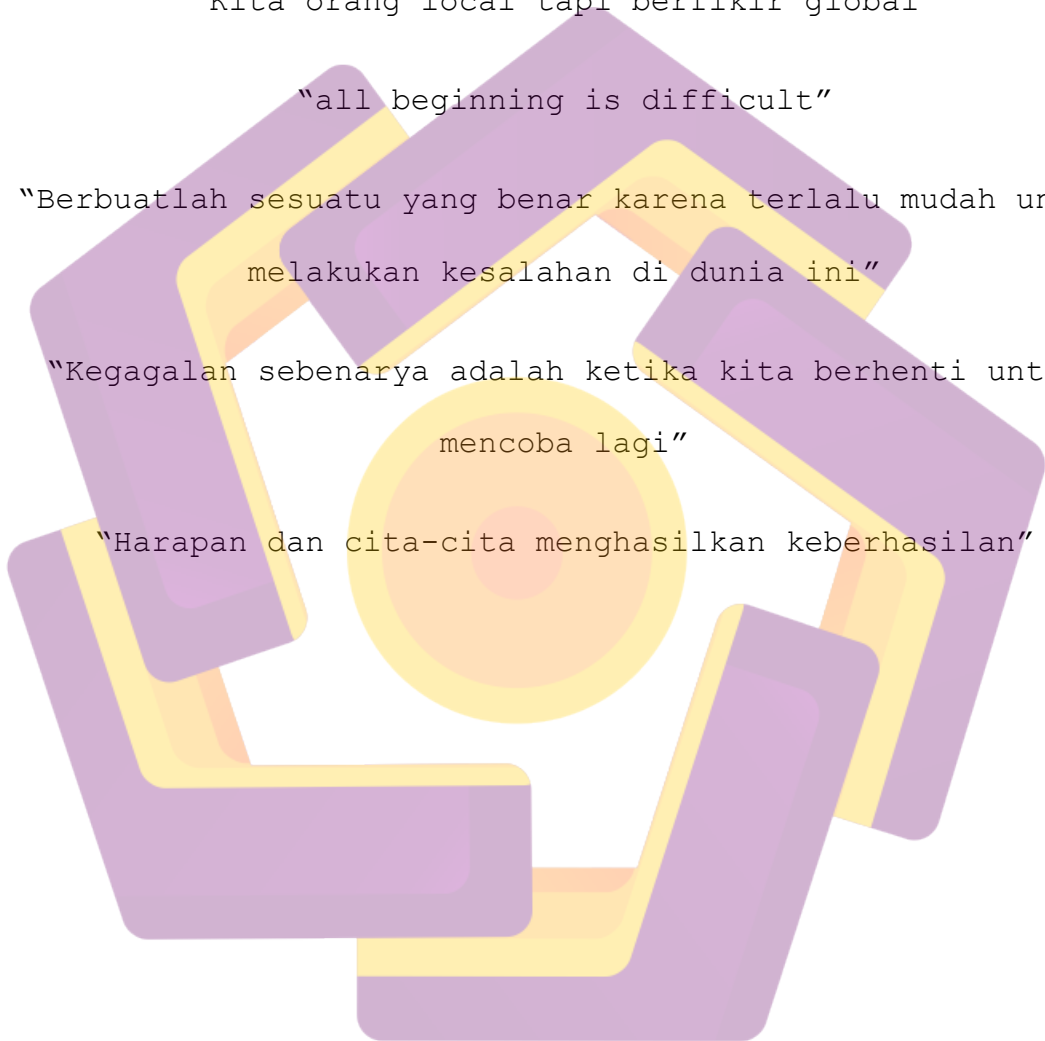 Kita orang local tapi berfikir global
“all beginning is difficult”
“Berbuatlah sesuatu yang benar karena terlalu mudah
melakukan kesalahan di dunia ini”
“Kegagalan sebenarya adalah ketika kita berhenti
mencoba lagi”
“Harapan dan cita-cita menghasilkan keberhasilan”